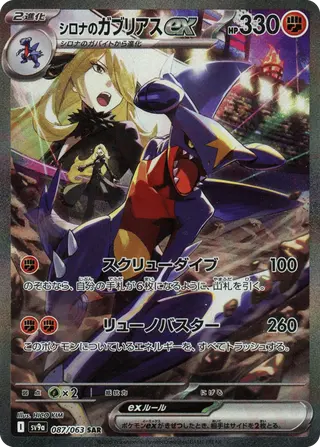 2進化
シロナのガブリアスex HP330
シロナのガバイトから進化
スクリューダイブ 100
のぞむなら、自分の手札が6枚になるように、山札を引く。
リューノバスター 260
このポケモンについているエネルギーを、すべてトラッシュする。
弱点 ×2 抵抗力 にげる
Illus. HYRO KIM
I sv9a 087/063 SAR
exルール
ポケモンexがきぜつしたとき、相手はサイドを2枚とる。